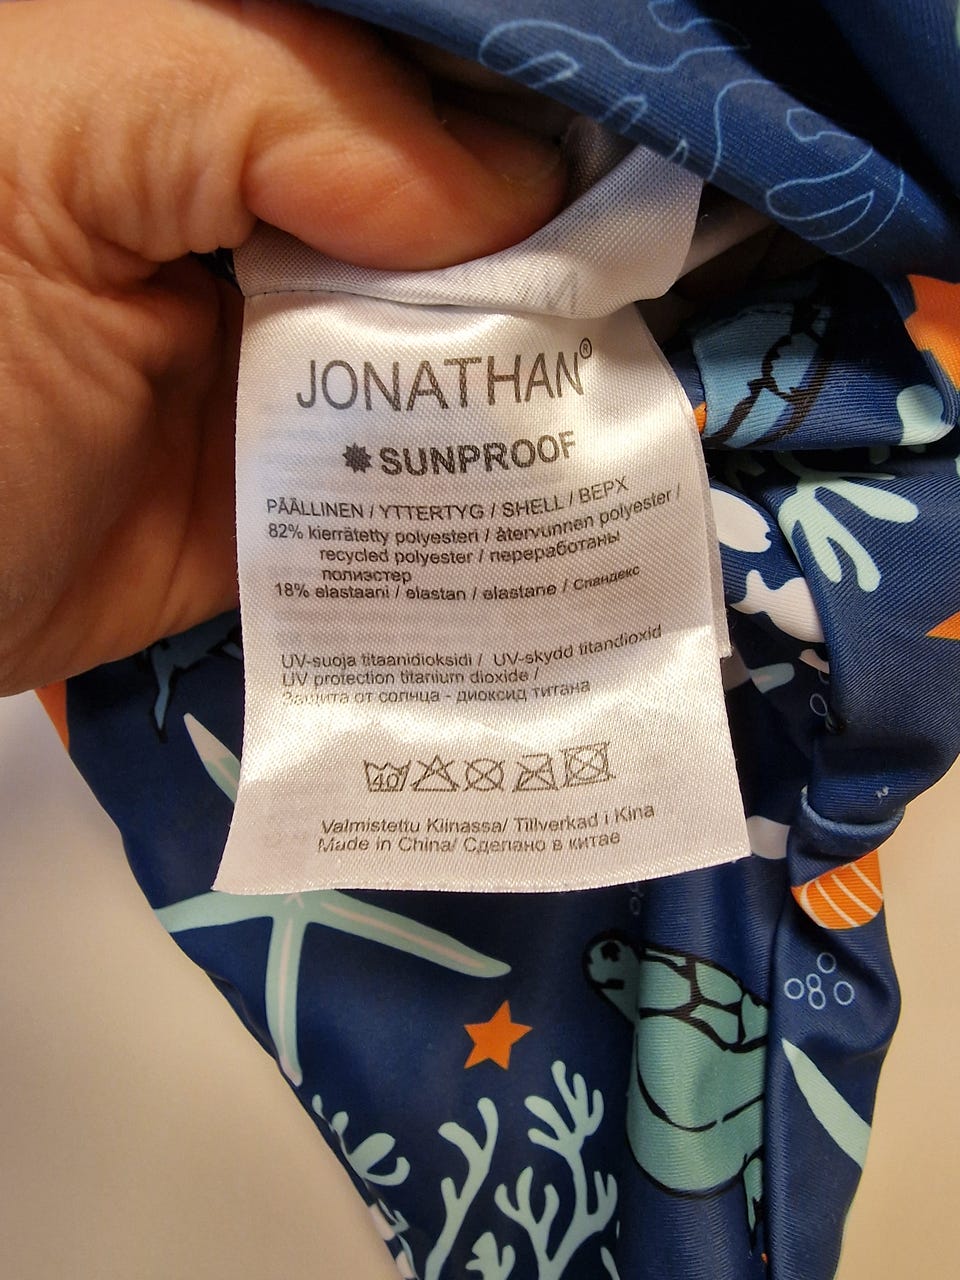 JONATHAN®
SUNPROOF
PÄÄLLINEN / YTTERTYG / SHELL / ВЕРХ
82% kierrätetty polyesteri / återvunnen polyester /
recycled polyester / переработаны
полиэстер
18% elastaani / elastan / elastane / Спандекс
UV-suoja titaanidioksidi / UV-skydd titandioxid
UV protection titanium dioxide /
Защита от солнца - диоксид титана
40
Valmistettu Kiinassa/ Tillverkad i Kina
Made in China/ Сделано в китае